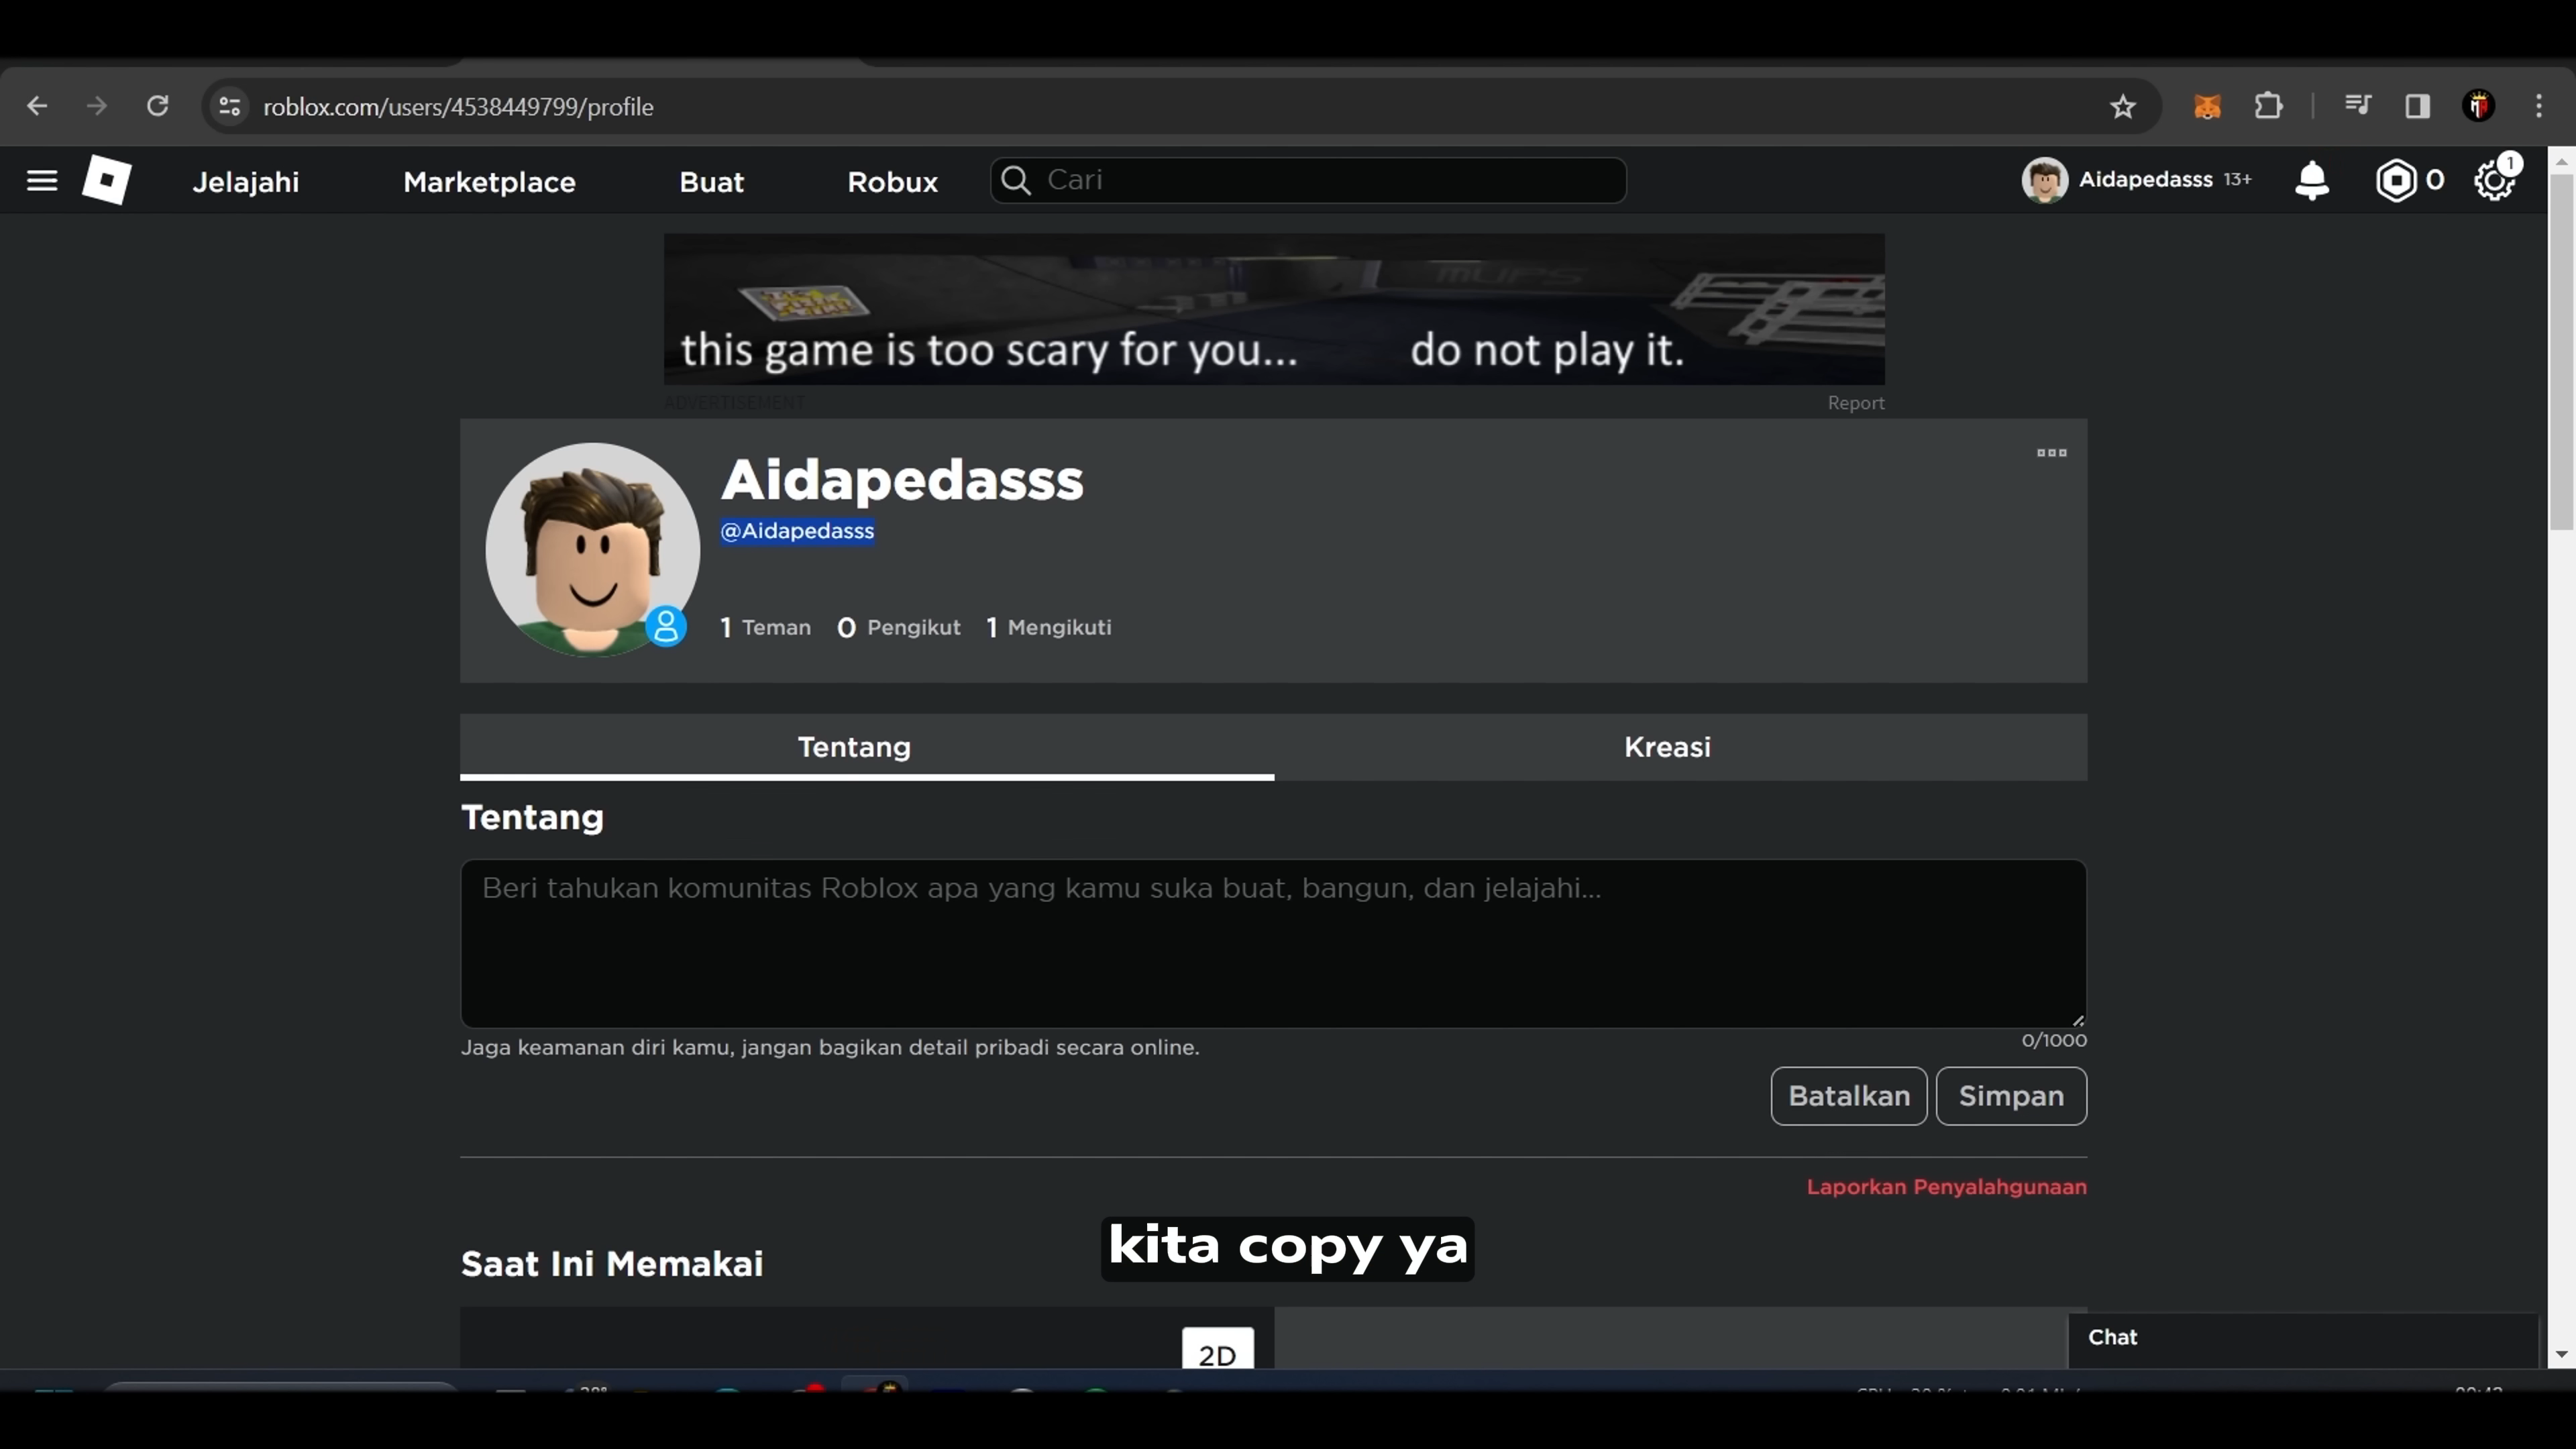 roblox.com/users/4538449799/profile
Jelajahi Marketplace Buat Robux Cari Aidapedasss 13+ 0 1
this game is too scary for you... do not play it.
ADVERTISEMENT Report
Aidapedasss
@Aidapedasss
1 Teman 0 Pengikut 1 Mengikuti
Tentang Kreasi
Tentang
Beri tahukan komunitas Roblox apa yang kamu suka buat, bangun, dan jelajahi...
Jaga keamanan diri kamu, jangan bagikan detail pribadi secara online. 0/1000
Batalkan Simpan
Laporkan Penyalahgunaan
kita copy ya
Saat Ini Memakai
2D
Chat